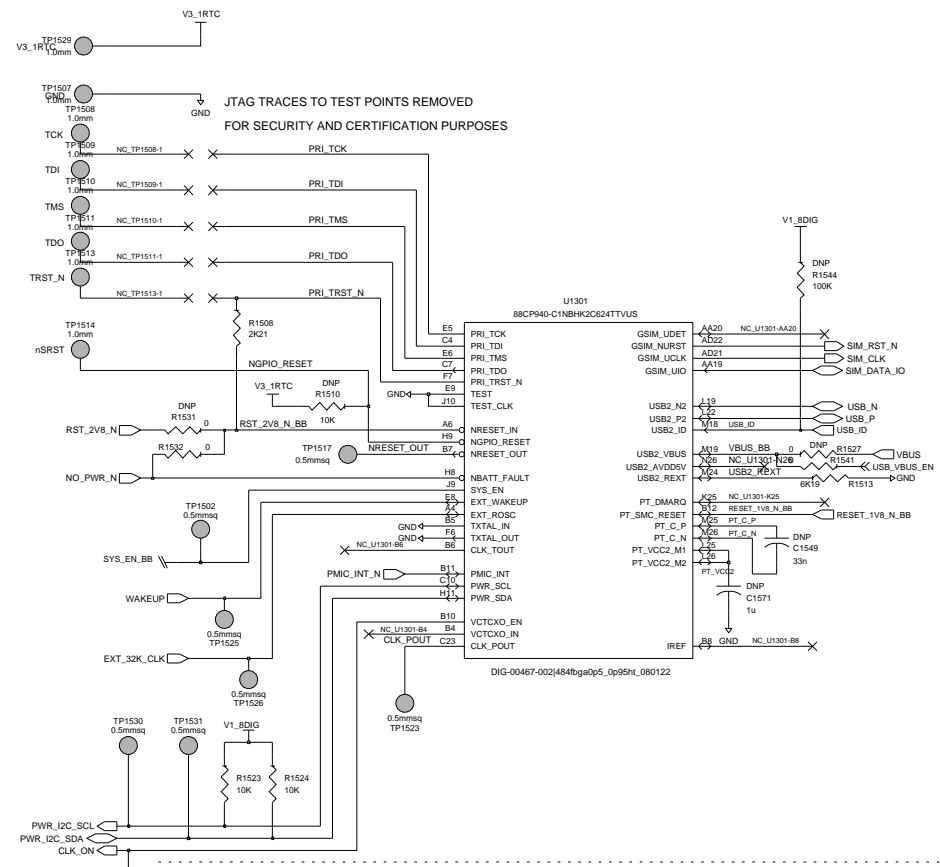 V3_1RTC
TP1529
V3_1RTC
1.0mm
TP1507
GND
1.0mm
GND
JTAG TRACES TO TEST POINTS REMOVED
FOR SECURITY AND CERTIFICATION PURPOSES
TP1508
1.0mm
TCK
TP1509
1.0mm
NC_TP1508-1
PRI_TCK
TDI
TP1510
1.0mm
NC_TP1509-1
PRI_TDI
TMS
TP1511
1.0mm
NC_TP1510-1
PRI_TMS
TDO
TP1513
1.0mm
NC_TP1511-1
PRI_TDO
TRST_N
NC_TP1513-1
PRI_TRST_N
TP1514
1.0mm
nSRST
R1508
2K21
NGPIO_RESET
V3_1RTC
DNP
R1510
10K
DNP
R1531
0
RST_2V8_N
RST_2V8_N_BB
R1532
0
NO_PWR_N
TP1517
0.5mmsq
NRESET_OUT
TP1502
0.5mmsq
SYS_EN_BB
WAKEUP
0.5mmsq
TP1525
EXT_32K_CLK
0.5mmsq
TP1526
GND
GND
GND
NC_U1301-B6
PMIC_INT_N
NC_U1301-B4
CLK_POUT
0.5mmsq
TP1523
TP1530
0.5mmsq
TP1531
0.5mmsq
V1_8DIG
R1523
10K
R1524
10K
PWR_I2C_SCL
PWR_I2C_SDA
CLK_ON
U1301
88CP940-C1NBHK2C624TTVUS
E5 PRI_TCK
C4 PRI_TDI
E6 PRI_TMS
C7 PRI_TDO
F7 PRI_TRST_N
E9 TEST
J10 TEST_CLK
A6 NRESET_IN
H9 NGPIO_RESET
B7 NRESET_OUT
H8 NBATT_FAULT
J9 SYS_EN
E8 EXT_WAKEUP
A4 EXT_ROSC
B5 TXTAL_IN
F6 TXTAL_OUT
B6 CLK_TOUT
B11 PMIC_INT
C10 PWR_SCL
H11 PWR_SDA
B10 VCTCXO_EN
B4 VCTCXO_IN
C23 CLK_POUT
GSIM_UDET AA20 NC_U1301-AA20
GSIM_NURST AD22 SIM_RST_N
GSIM_UCLK AD21 SIM_CLK
GSIM_UIO AA19 SIM_DATA_IO
USB2_N2 L19 USB_N
USB2_P2 L22 USB_P
USB2_ID M18 USB_ID USB_ID
USB2_VBUS M19 VBUS_BB
USB2_AVDD5V N26 NC_U1301-N26
USB2_REXT M24 USB2_REXT
PT_DMARQ K25 NC_U1301-K25
PT_SMC_RESET B12 RESET_1V8_N_BB RESET_1V8_N_BB
PT_C_P M25 PT_C_P
PT_C_N M26 PT_C_N
PT_VCC2_M1 L25
PT_VCC2_M2 L26
PT_VCC2
IREF B8 NC_U1301-B8
V1_8DIG
DNP
R1544
100K
0
DNP
R1527
VBUS
0
R1541
USB_VBUS_EN
6K19
R1513
GND
DNP
C1549
33n
DNP
C1571
1u
GND
DIG-00467-002|484fbga0p5_0p95ht_080122